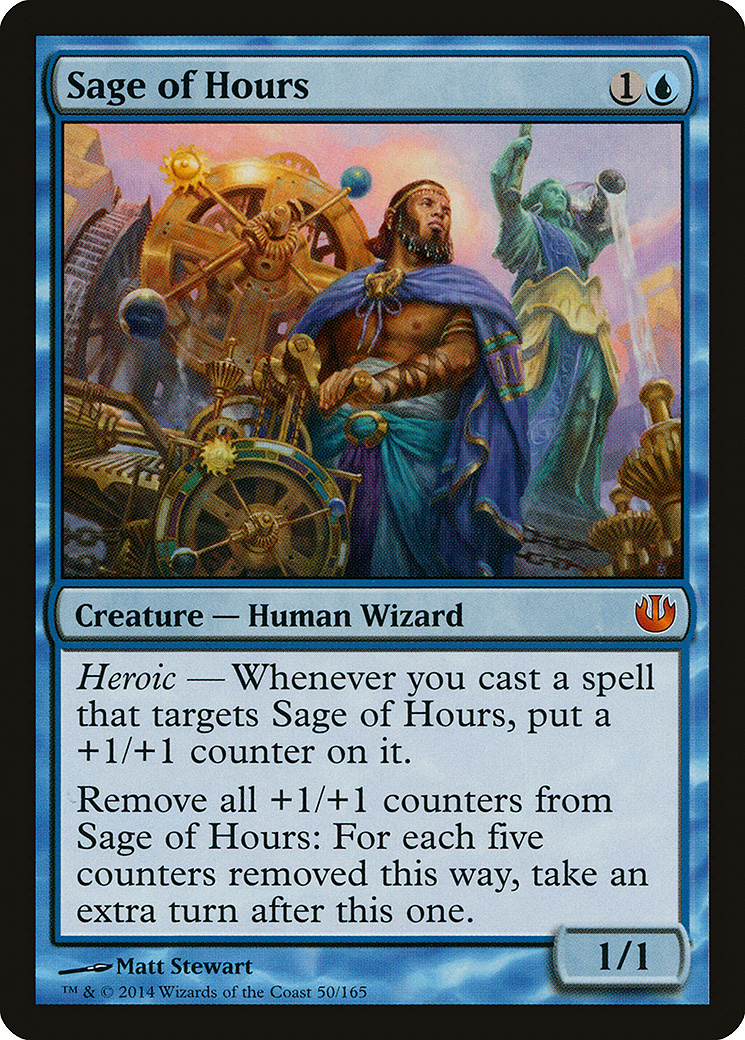 Sage of Hours
1
Creature — Human Wizard
Heroic — Whenever you cast a spell
that targets Sage of Hours, put a
+1/+1 counter on it.
Remove all +1/+1 counters from
Sage of Hours: For each five
counters removed this way, take an
extra turn after this one.
1/1
Matt Stewart
™ & © 2014 Wizards of the Coast 50/165